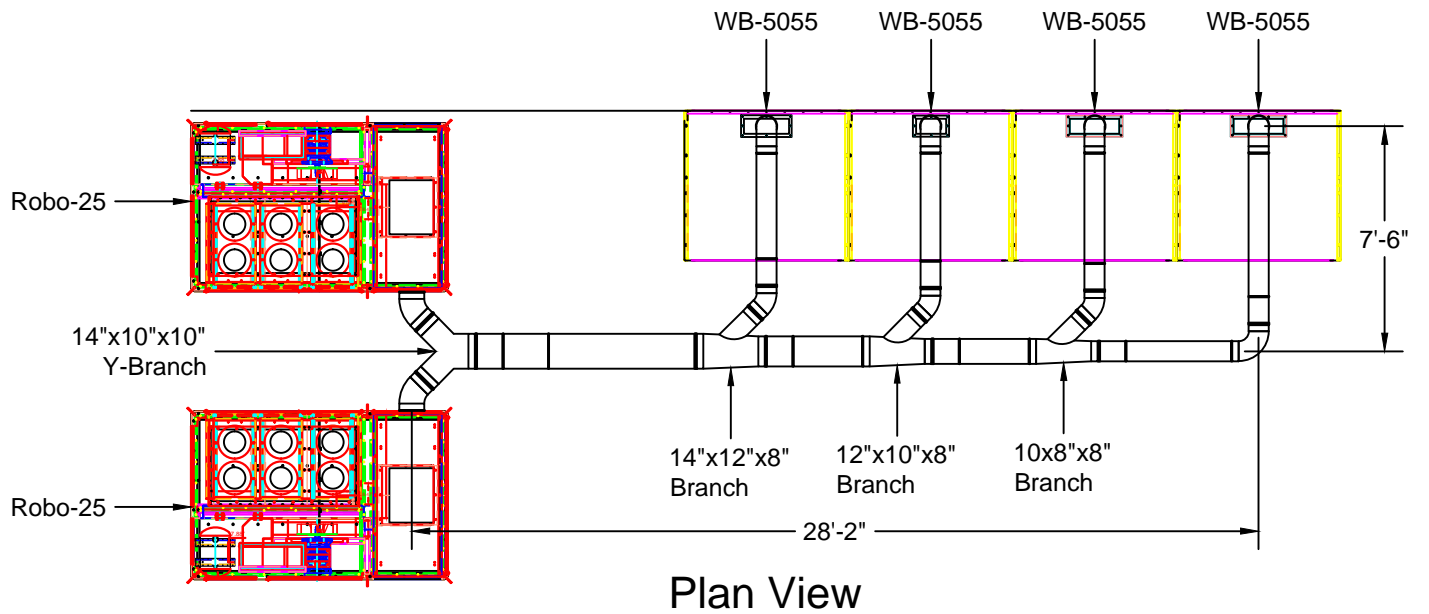 WB-5055
WB-5055
WB-5055
WB-5055
Robo-25
7'-6"
14"x10"x10"
Y-Branch
14"x12"x8"
Branch
12"x10"x8"
Branch
10x8"x8"
Branch
Robo-25
28'-2"
Plan View